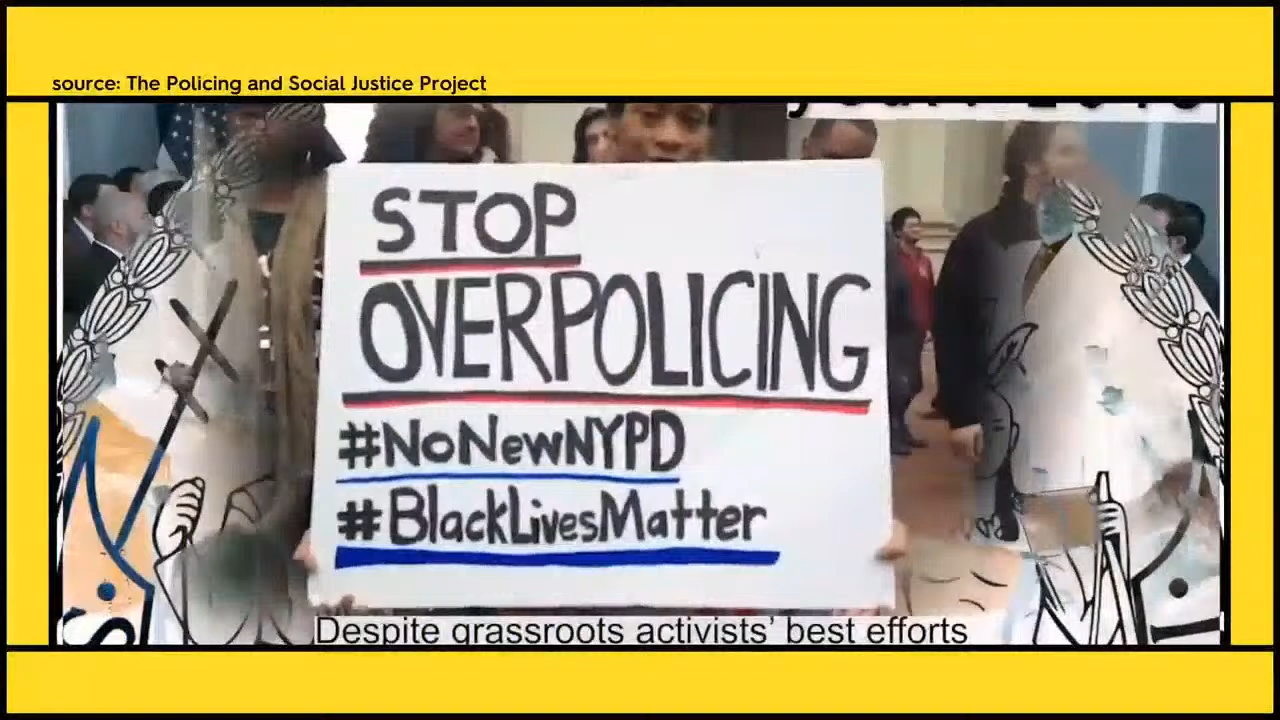 source: The Policing and Social Justice Project
STOP
OVERPOLICING
#NoNewNYPD
#BlackLivesMatter
Despite grassroots activists' best efforts